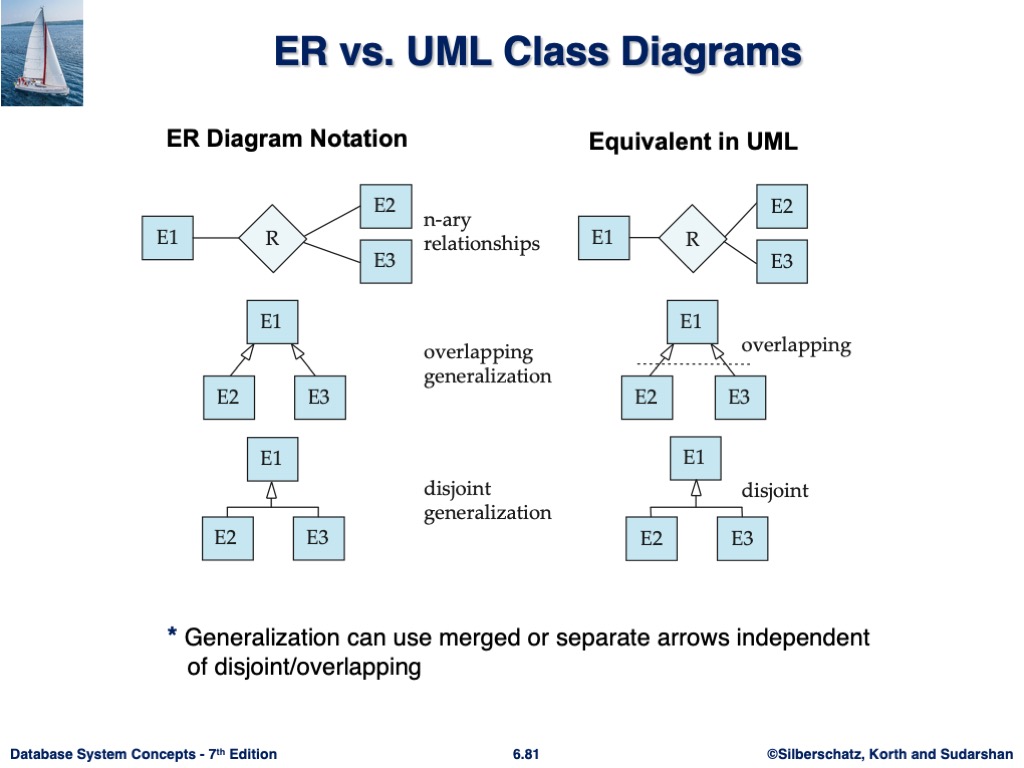 ER vs. UML Class Diagrams
ER Diagram Notation
Equivalent in UML
E1
R
E2
E3
n-ary
relationships
E1
R
E2
E3
E1
E2
E3
overlapping
generalization
E1
overlapping
E2
E3
E1
E2
E3
disjoint
generalization
E1
disjoint
E2
E3
* Generalization can use merged or separate arrows independent
of disjoint/overlapping
Database System Concepts - 7th Edition
6.81
©Silberschatz, Korth and Sudarshan